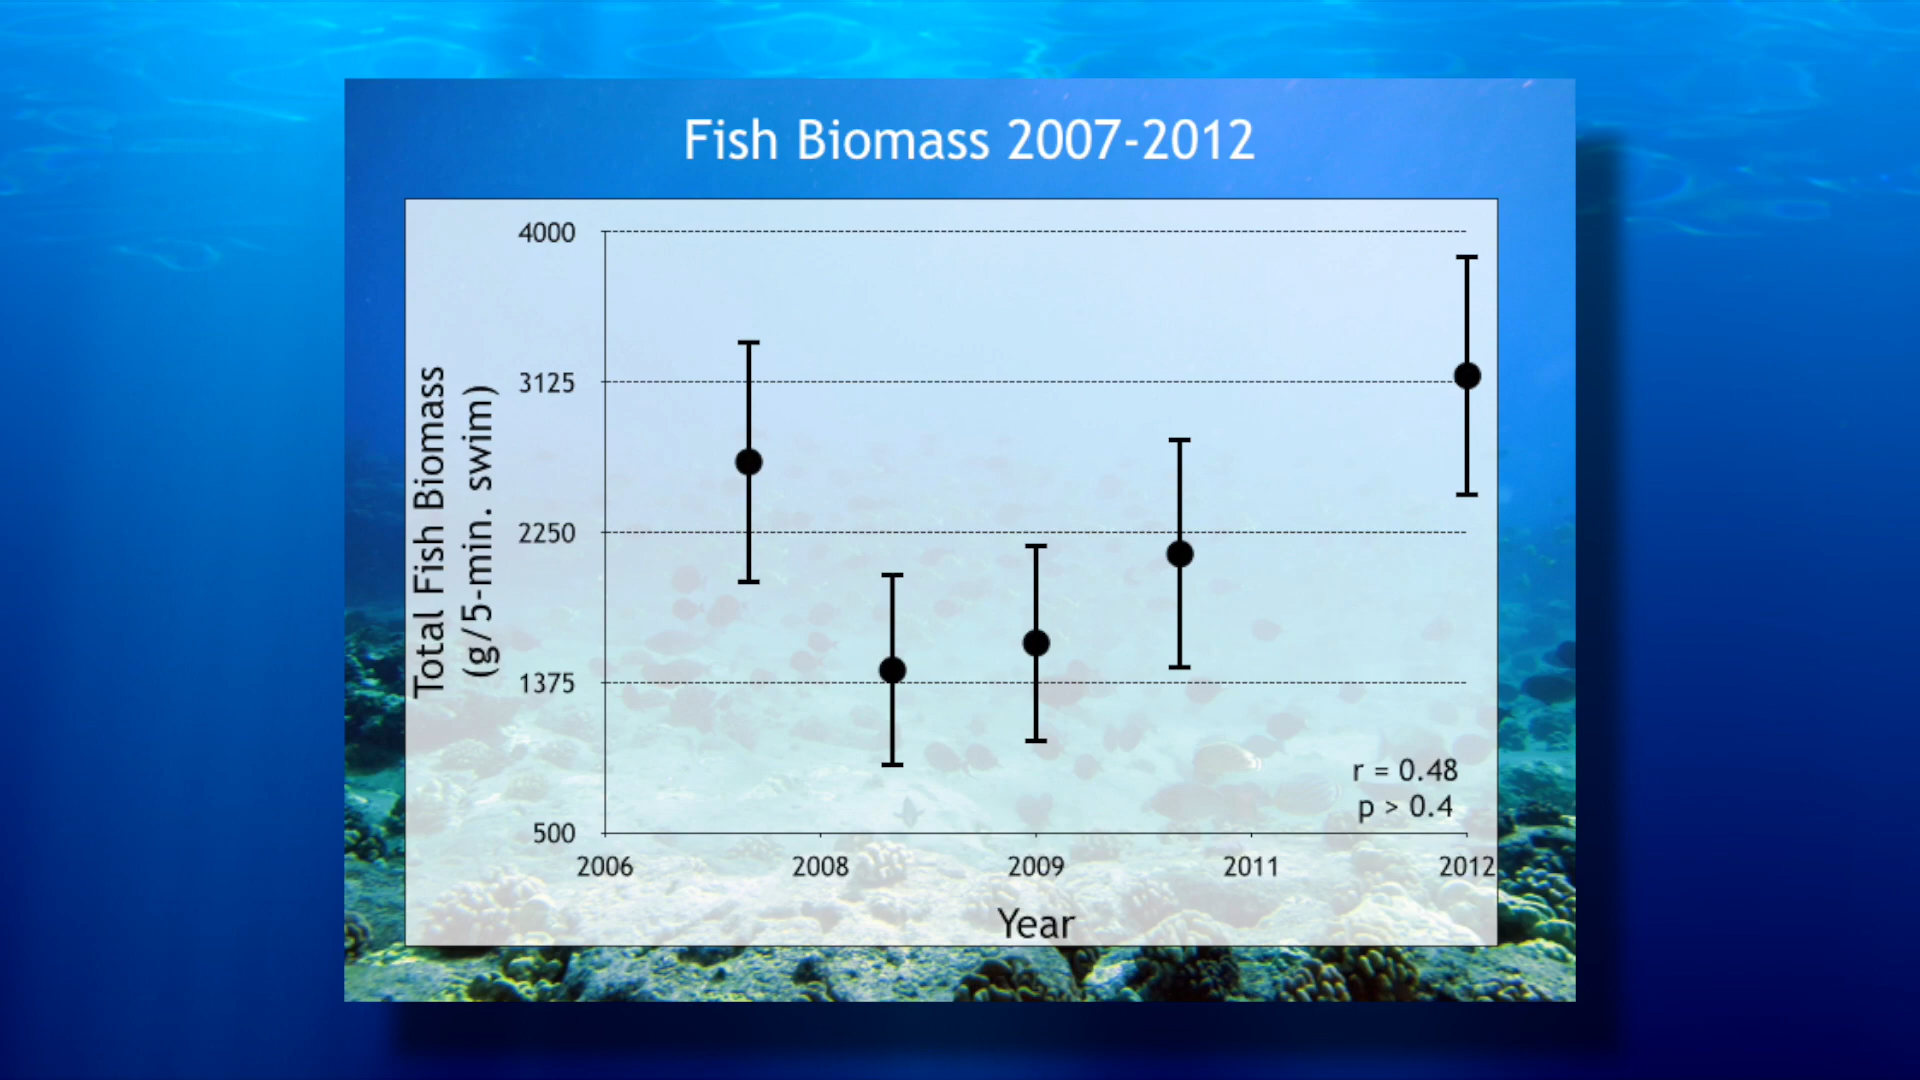 Fish Biomass 2007-2012
Total Fish Biomass
(g/5-min. swim)
4000
3125
2250
1375
500
r = 0.48
p > 0.4
2006 2008 2009 2011 2012
Year